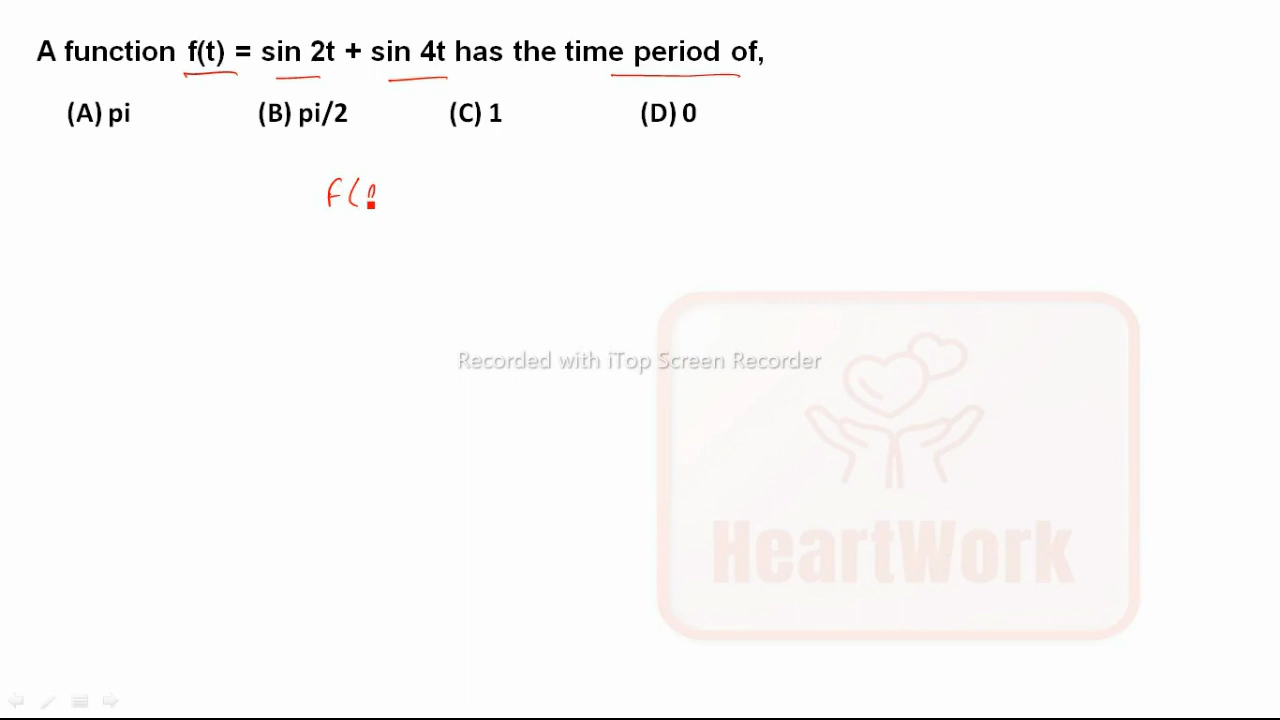 A function f(t) = sin 2t + sin 4t has the time period of,
(A) pi (B) pi/2 (C) 1 (D) 0
F(
Recorded with iTop Screen Recorder
HeartWork